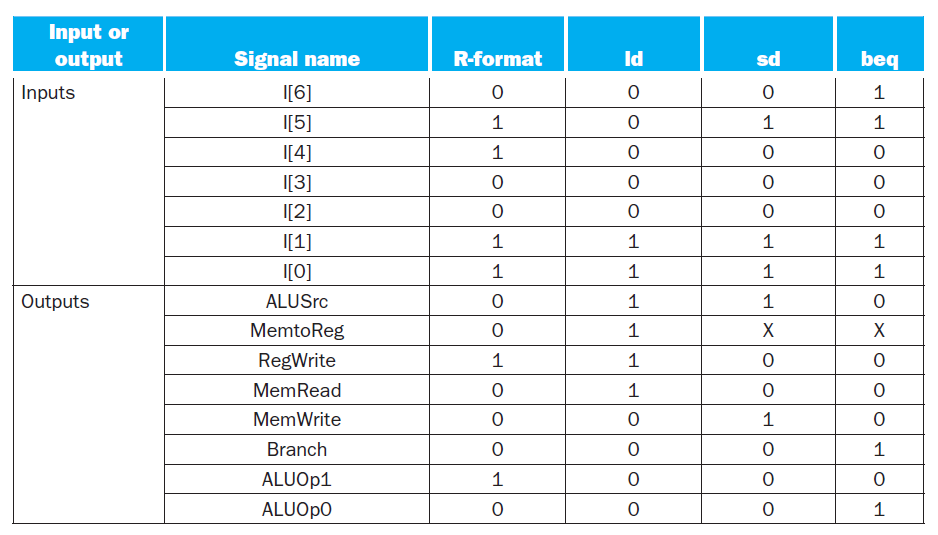 Input or
output Signal name R-format ld sd beq
Inputs I[6] 0 0 0 1
I[5] 1 0 1 1
I[4] 1 0 0 0
I[3] 0 0 0 0
I[2] 0 0 0 0
I[1] 1 1 1 1
I[0] 1 1 1 1
Outputs ALUSrc 0 1 1 0
MemtoReg 0 1 X X
RegWrite 1 1 0 0
MemRead 0 1 0 0
MemWrite 0 0 1 0
Branch 0 0 0 1
ALUOp1 1 0 0 0
ALUOp0 0 0 0 1